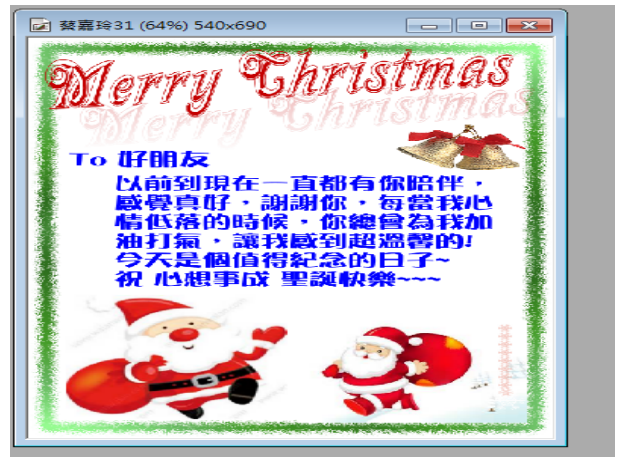 蔡嘉玲31 (64%) 540x690
Merry Christmas
Merry Christmas
To 好朋友
以前到現在一直都有你陪伴，
感覺真好，謝謝你，每當我心
情低落的時候，你總會為我加
油打氣，讓我感到超溫馨的!
今天是個值得紀念的日子~
祝 心想事成 聖誕快樂~~~